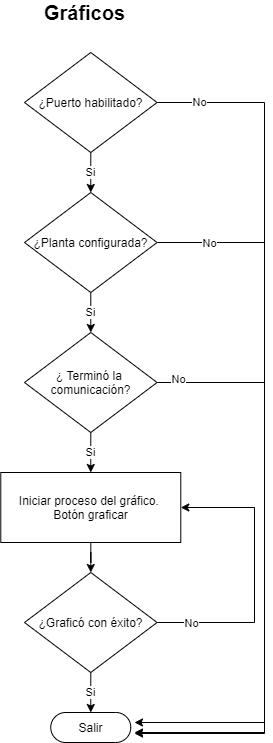 Gráficos
¿Puerto habilitado?
No
Si
¿Planta configurada?
No
Si
¿ Terminó la
comunicación?
No
Si
Iniciar proceso del gráfico.
Botón graficar
¿Graficó con éxito?
No
Si
Salir